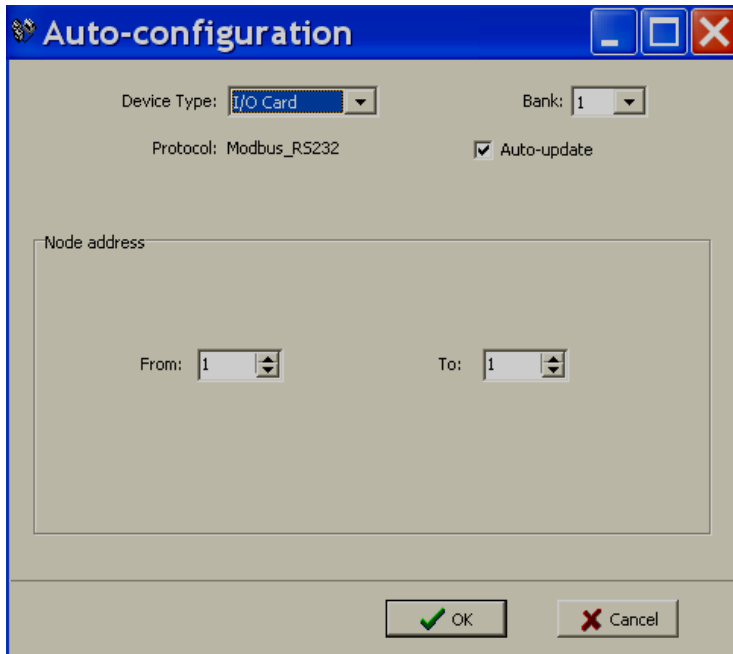 Auto-configuration
Device Type: I/O Card Bank: 1
Protocol: Modbus_RS232 Auto-update
Node address
From: 1 To: 1
OK Cancel